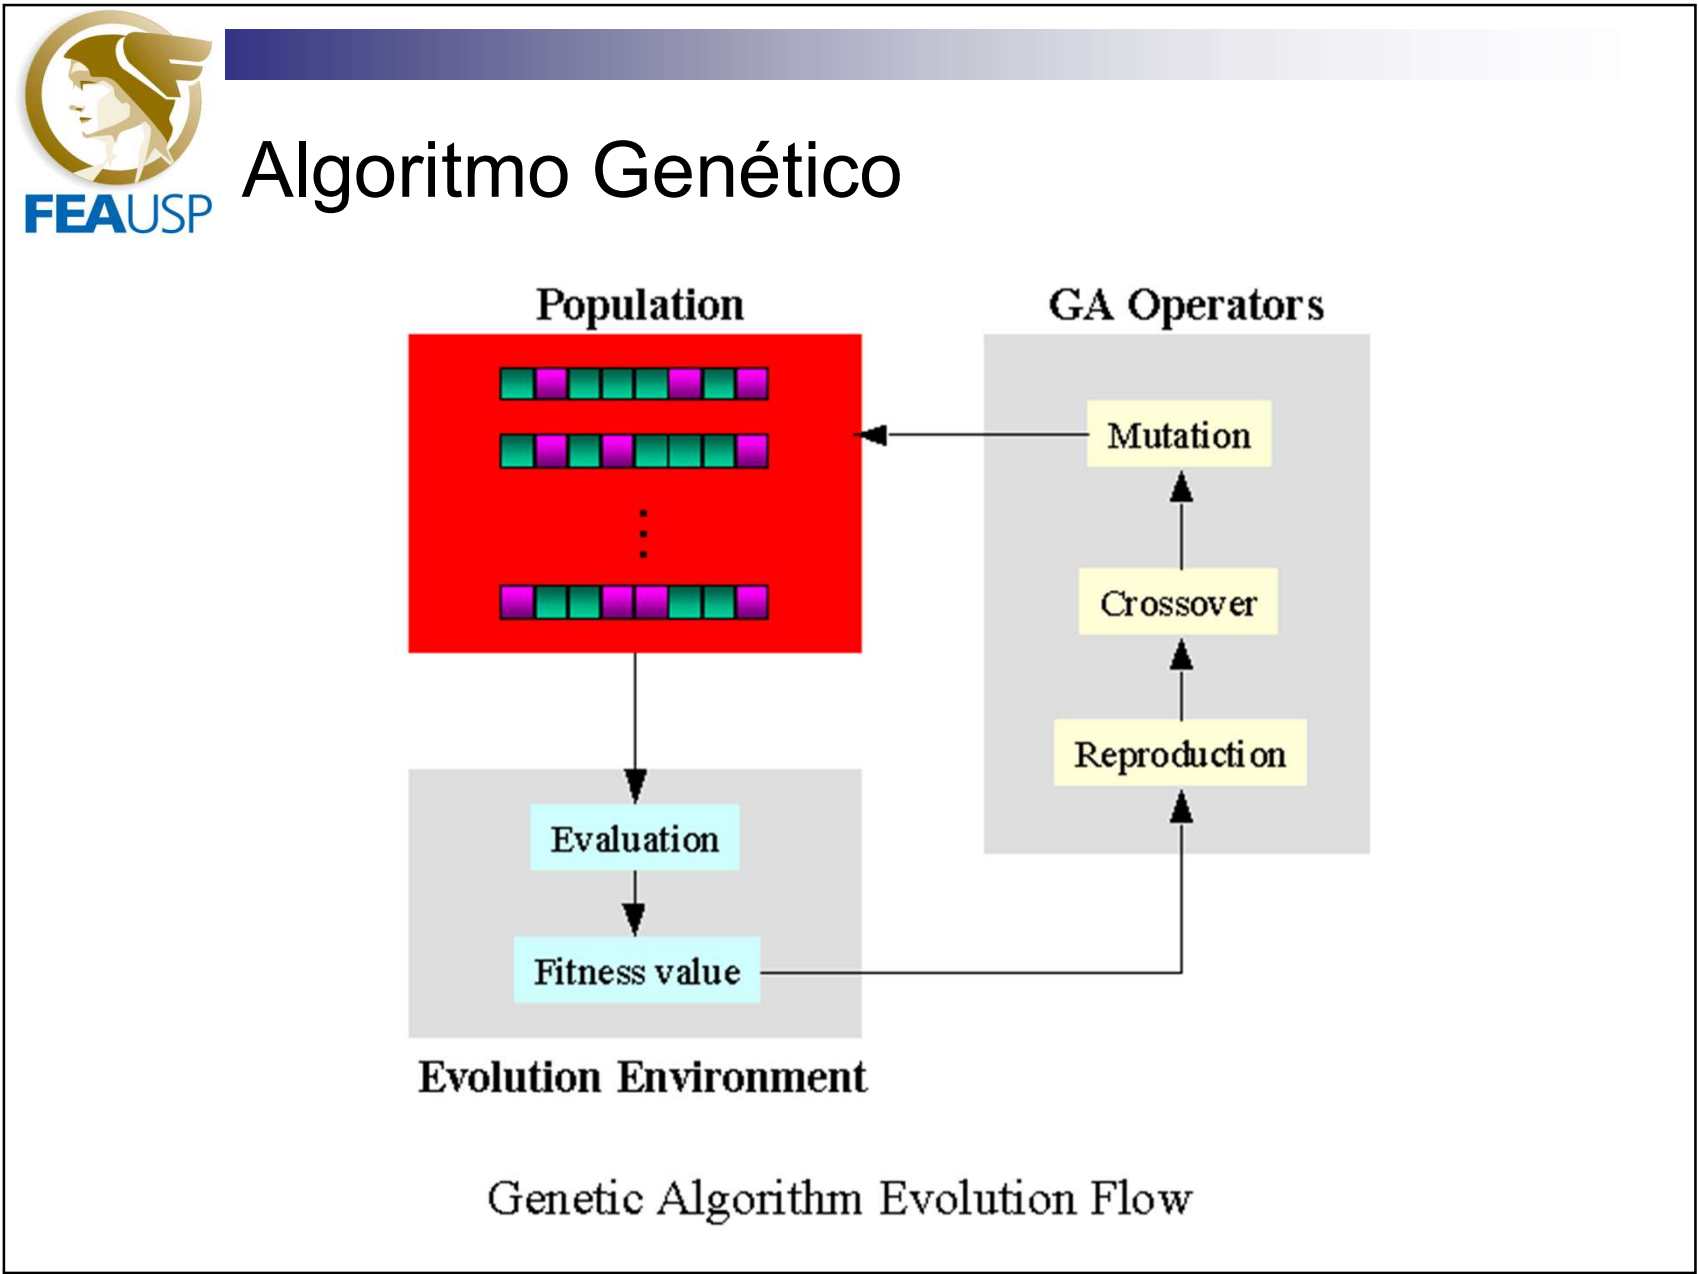 FEAUSP
Algoritmo Genético
Population
GA Operators
Mutation
Crossover
Reproduction
Evaluation
Fitness value
Evolution Environment
Genetic Algorithm Evolution Flow